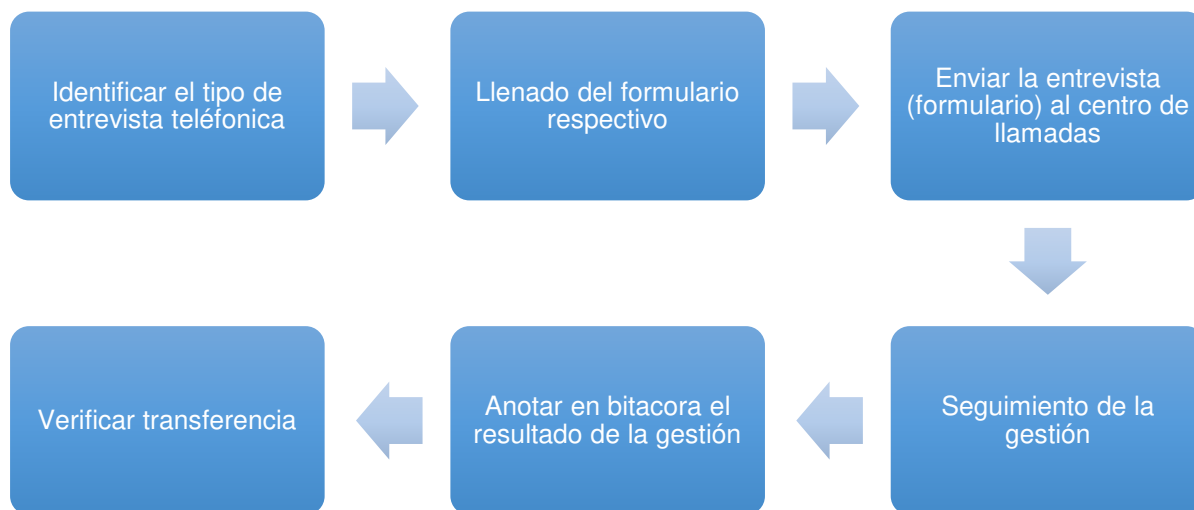 Identificar el tipo de
entrevista teléfonica
Llenado del formulario
respectivo
Enviar la entrevista
(formulario) al centro de
llamadas
Seguimiento de la
gestión
Anotar en bitacora el
resultado de la gestión
Verificar transferencia